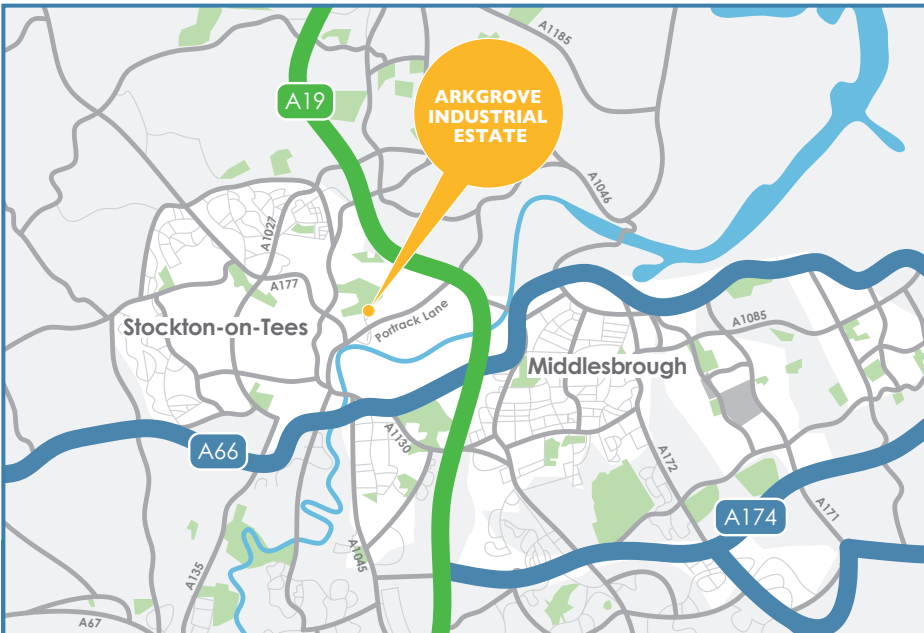 A1185
A19
ARKGROVE
INDUSTRIAL
ESTATE
A1046
A1027
A177
Portrack Lane
Stockton-on-Tees
A1085
Middlesbrough
A66
A1130
A172
A174
A171
A1045
A135
A67